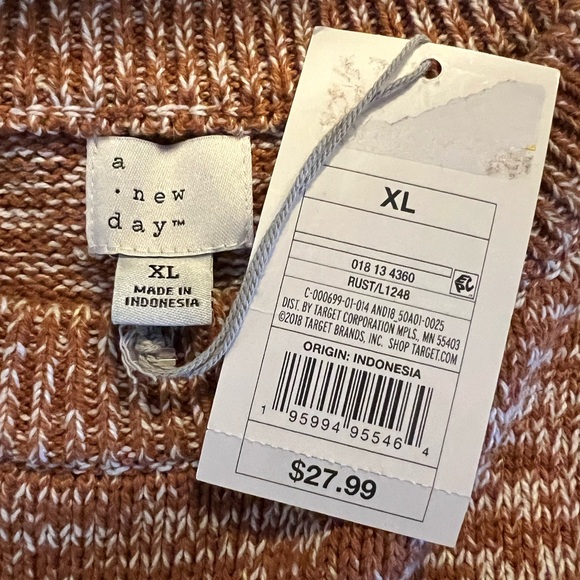 a
·new
day™
XL
MADE IN
INDONESIA
XL
018 13 4360
RUST/L1248
C-000699-01-014 AND18_50A01-0025
DIST. BY TARGET CORPORATION MPLS., MN 55403
©2018 TARGET BRANDS, INC. SHOP TARGET.COM
ORIGIN: INDONESIA
1 95994 95546 4
$27.99